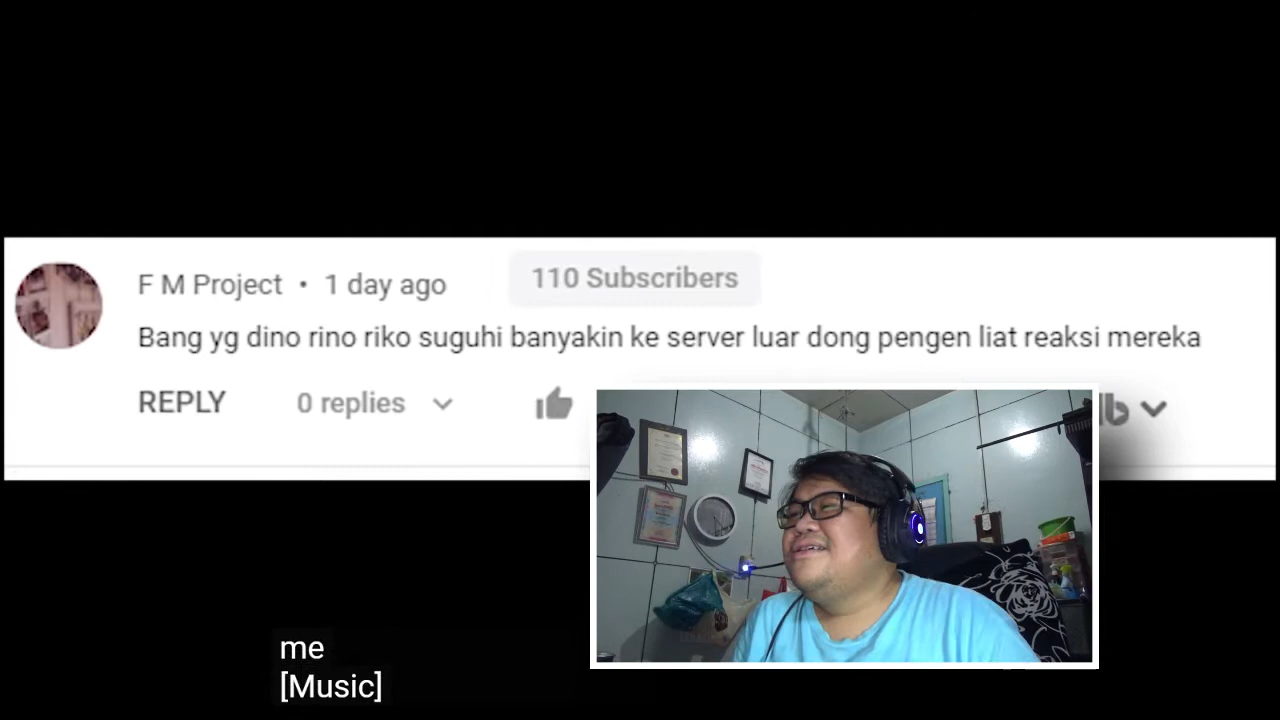 F M Project • 1 day ago
110 Subscribers
Bang yg dino rino riko suguhi banyakin ke server luar dong pengen liat reaksi mereka
REPLY 0 replies
me
[Music]